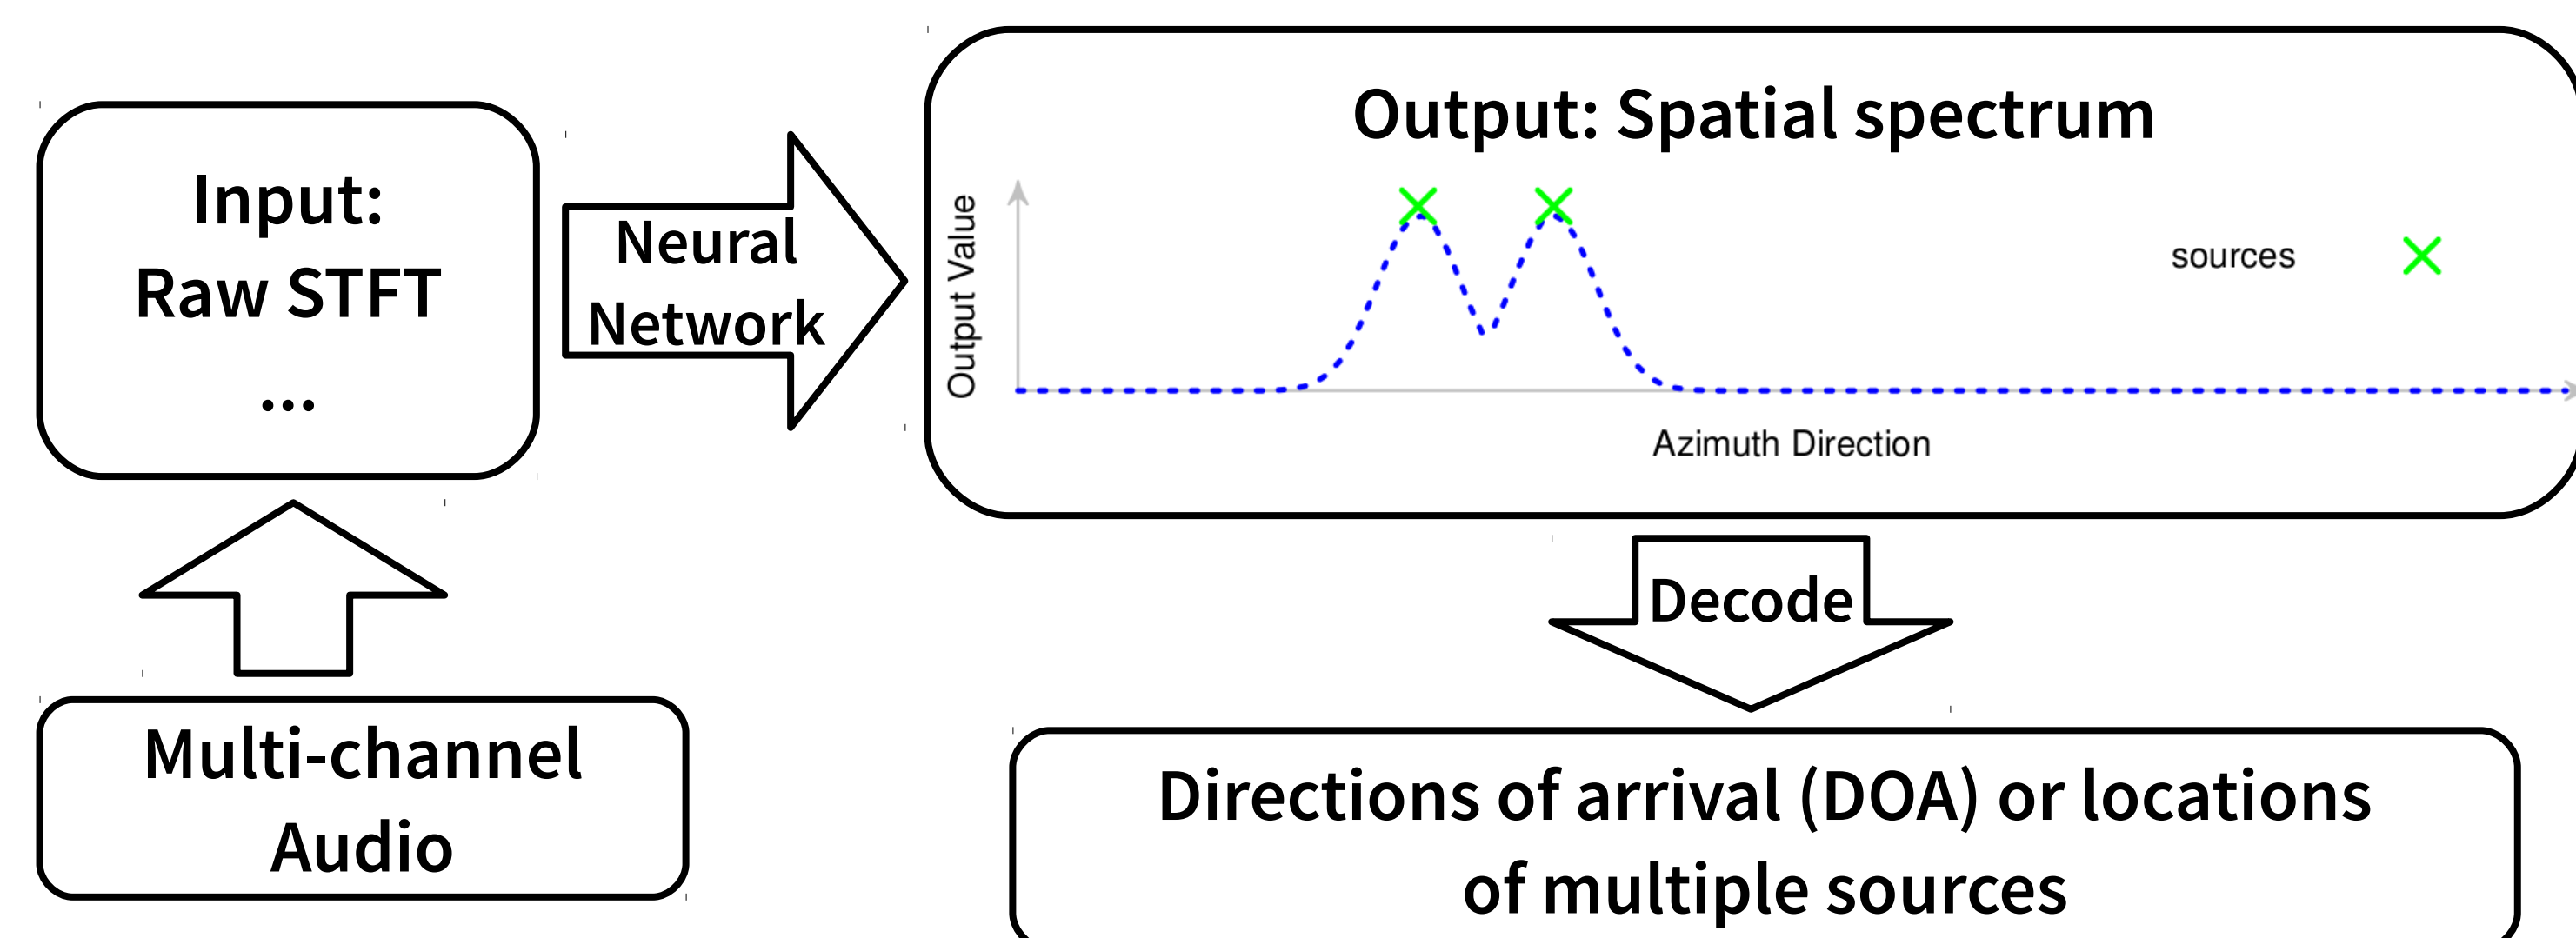 Input:
Raw STFT
...
Neural
Network
Output: Spatial spectrum
Output Value
sources
Azimuth Direction
Decode
Multi-channel
Audio
Directions of arrival (DOA) or locations
of multiple sources